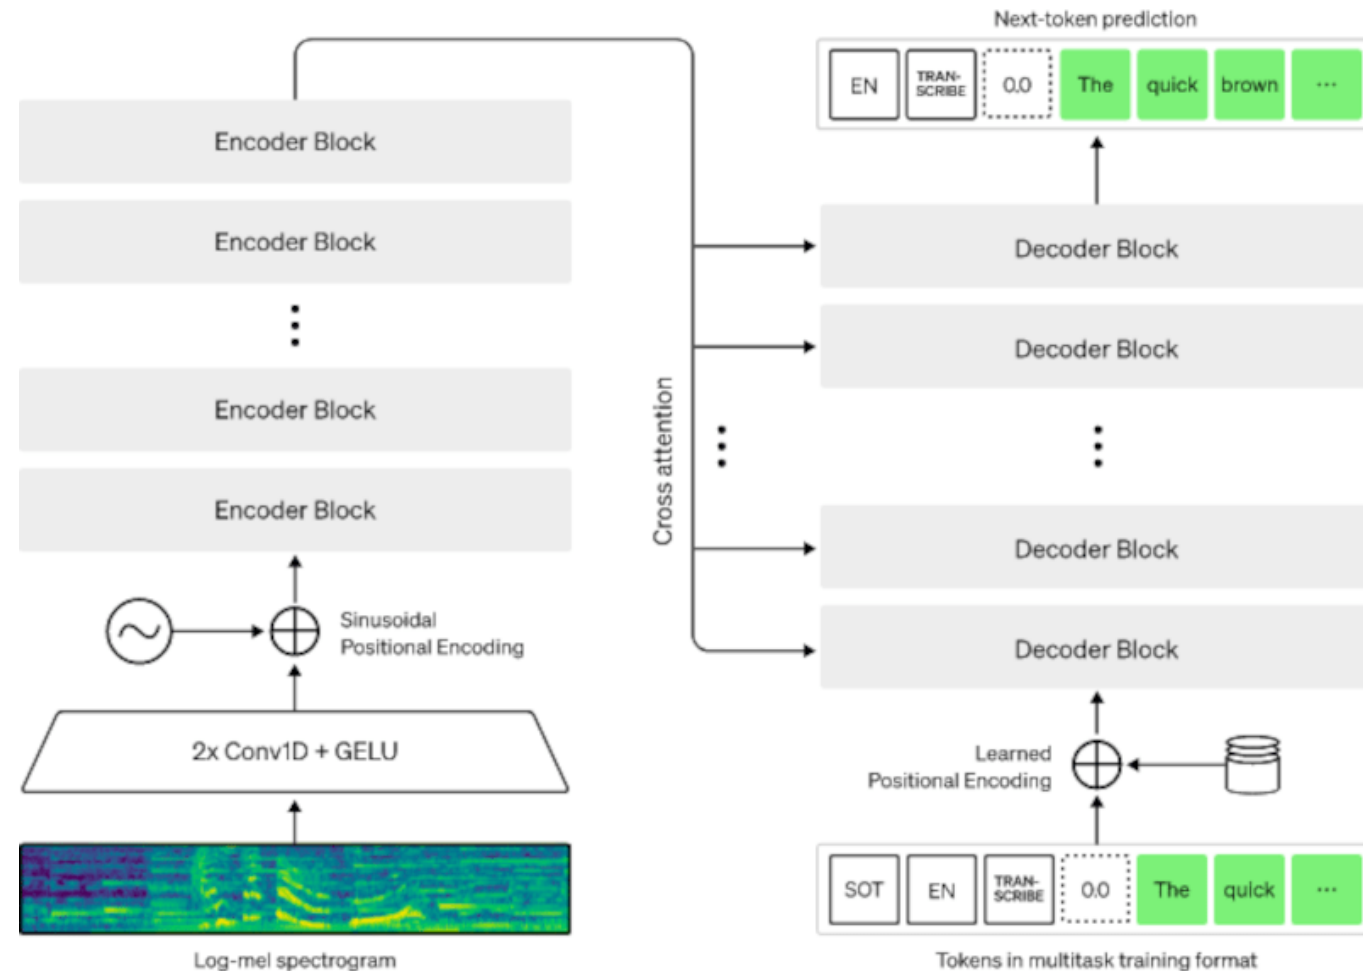 Next-token prediction
EN
TRAN-
SCRIBE
0.0
The
quick
brown
...
Encoder Block
Encoder Block
Encoder Block
Encoder Block
Sinusoidal
Positional Encoding
2x Conv1D + GELU
Log-mel spectrogram
Cross attention
Decoder Block
Decoder Block
Decoder Block
Decoder Block
Learned
Positional Encoding
SOT
EN
TRAN-
SCRIBE
0.0
The
quick
...
Tokens in multitask training format